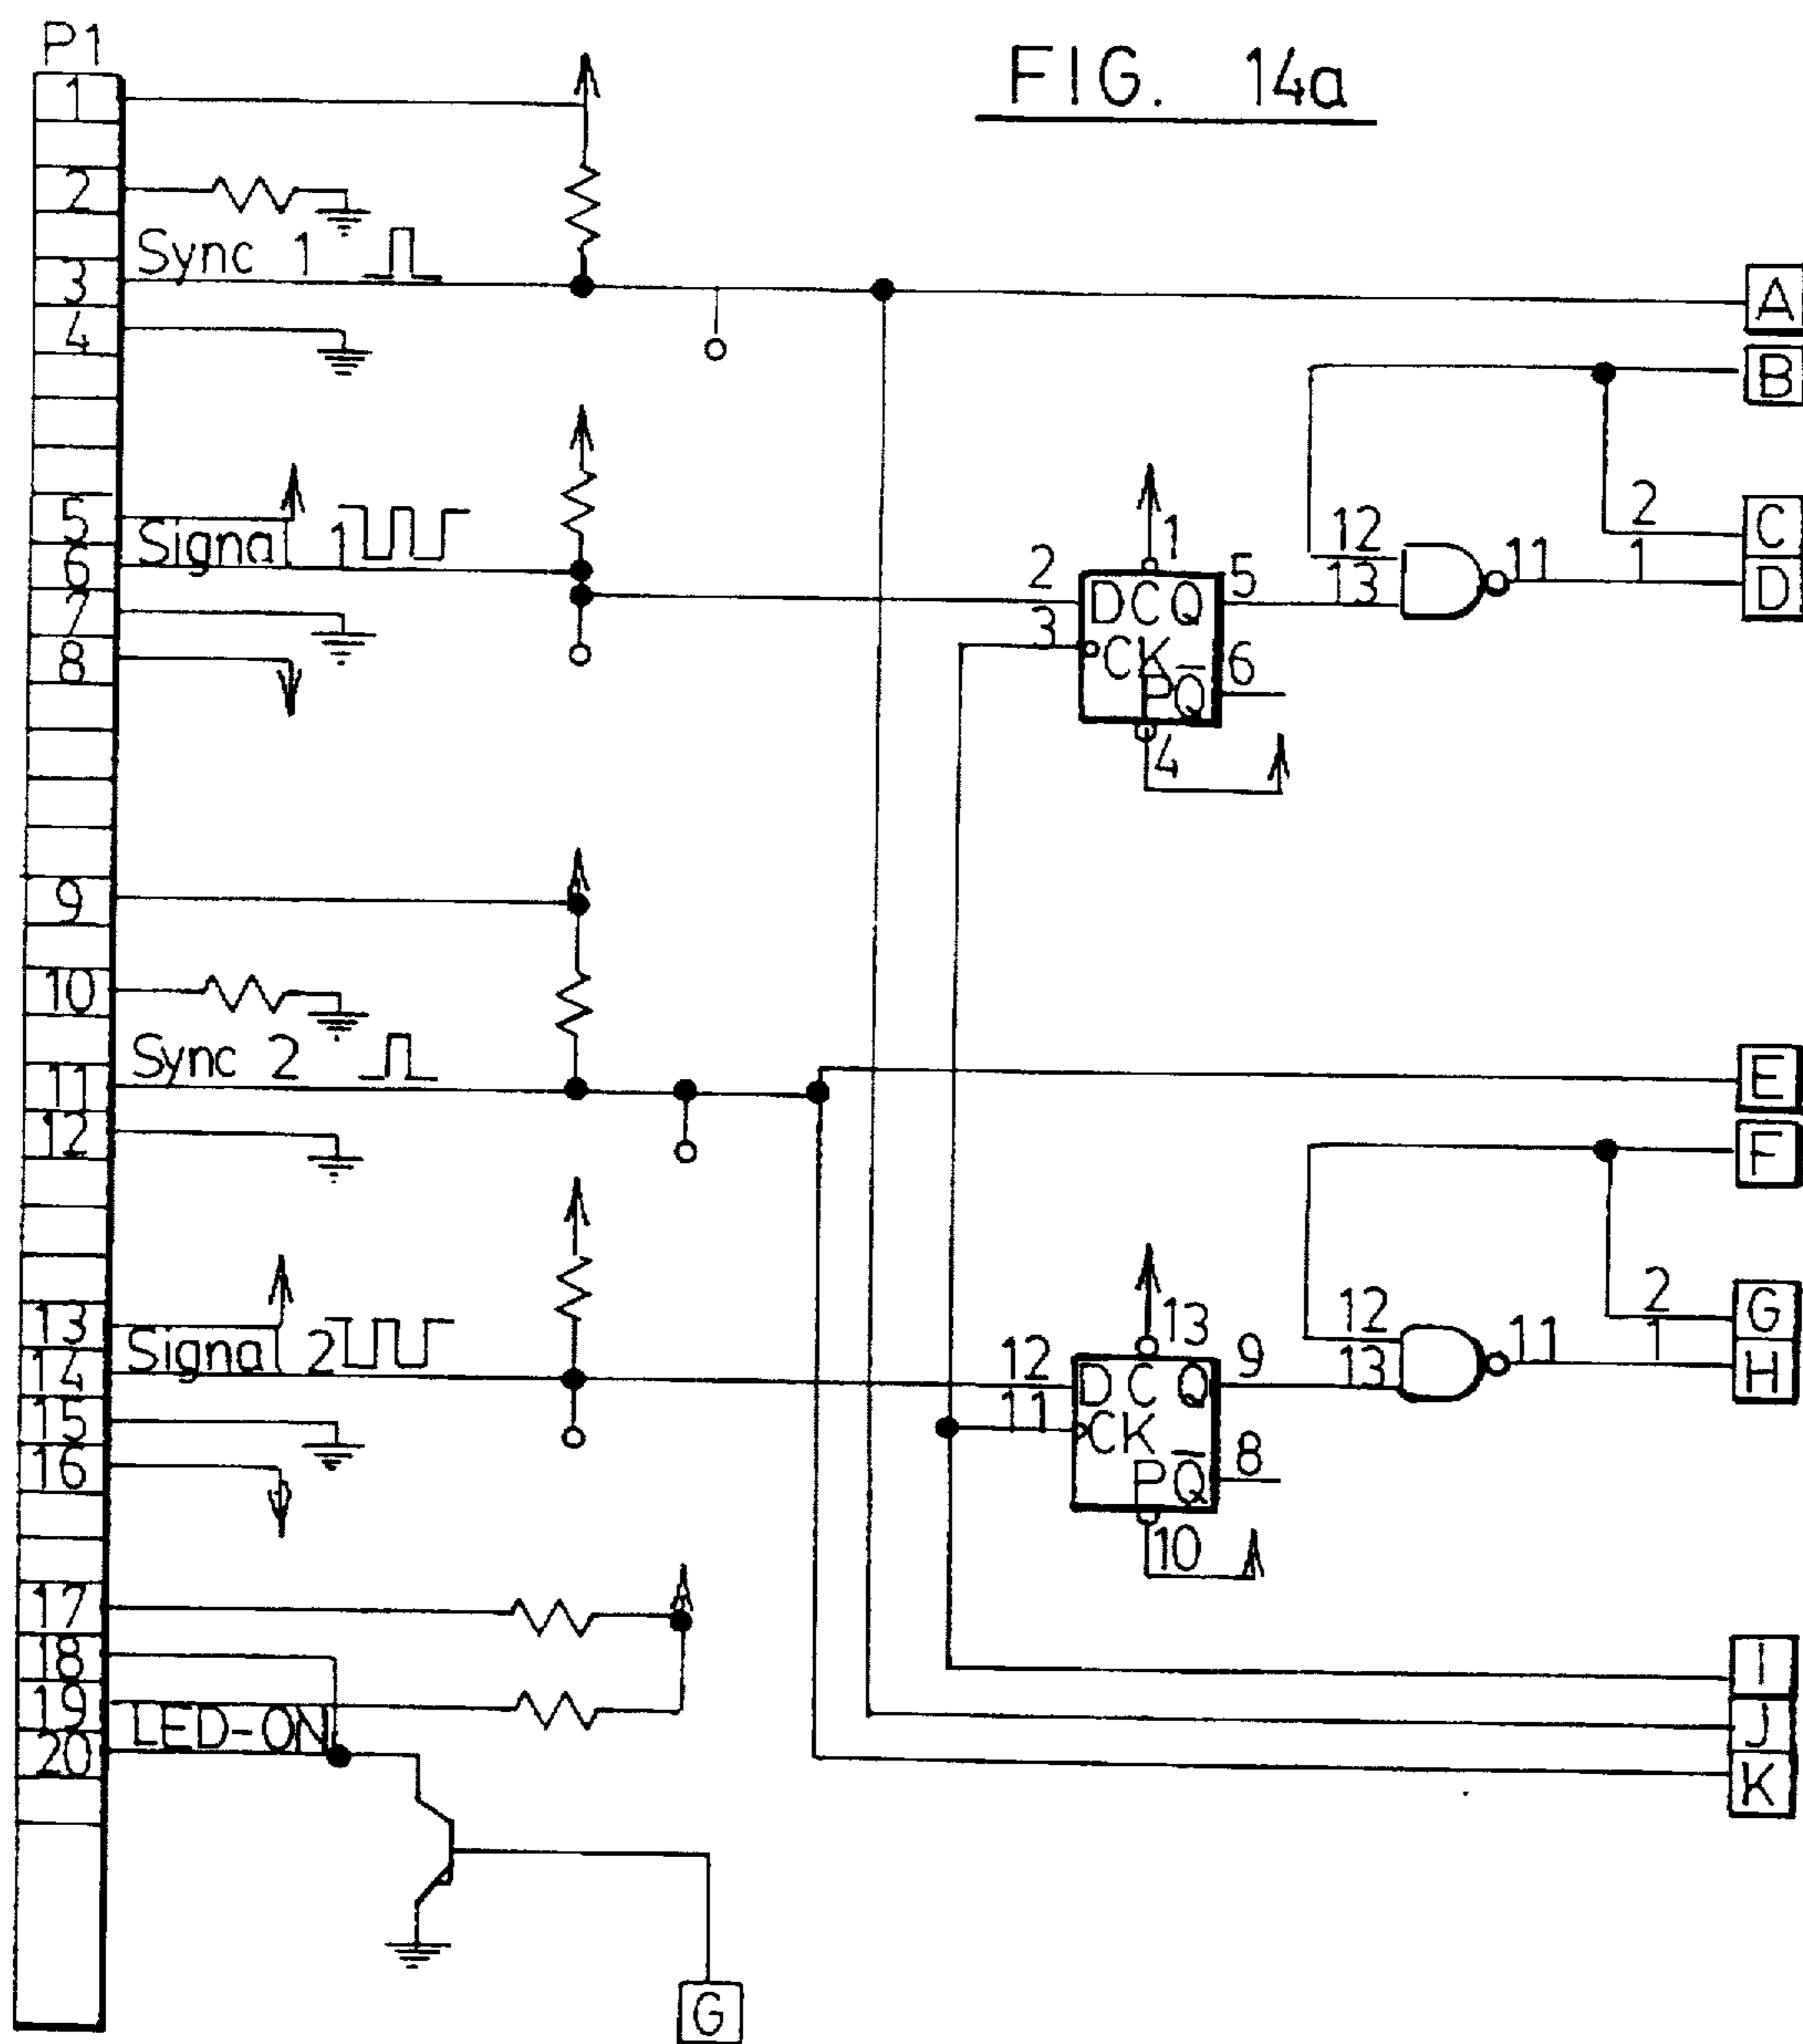 P1
FIG. 14a
1
2
Sync 1
3
A
4
B
5
Signal 1
6
7
8
2
3
1
DCQ
CK
PQ̅
5
6
4
12
13
11
2
1
C
D
9
10
Sync 2
11
12
E
F
13
Signal 2
14
15
16
12
11
13
DCQ
CK
PQ̅
9
8
10
12
13
11
2
1
G
H
17
18
19
LED-ON
20
I
J
K
G